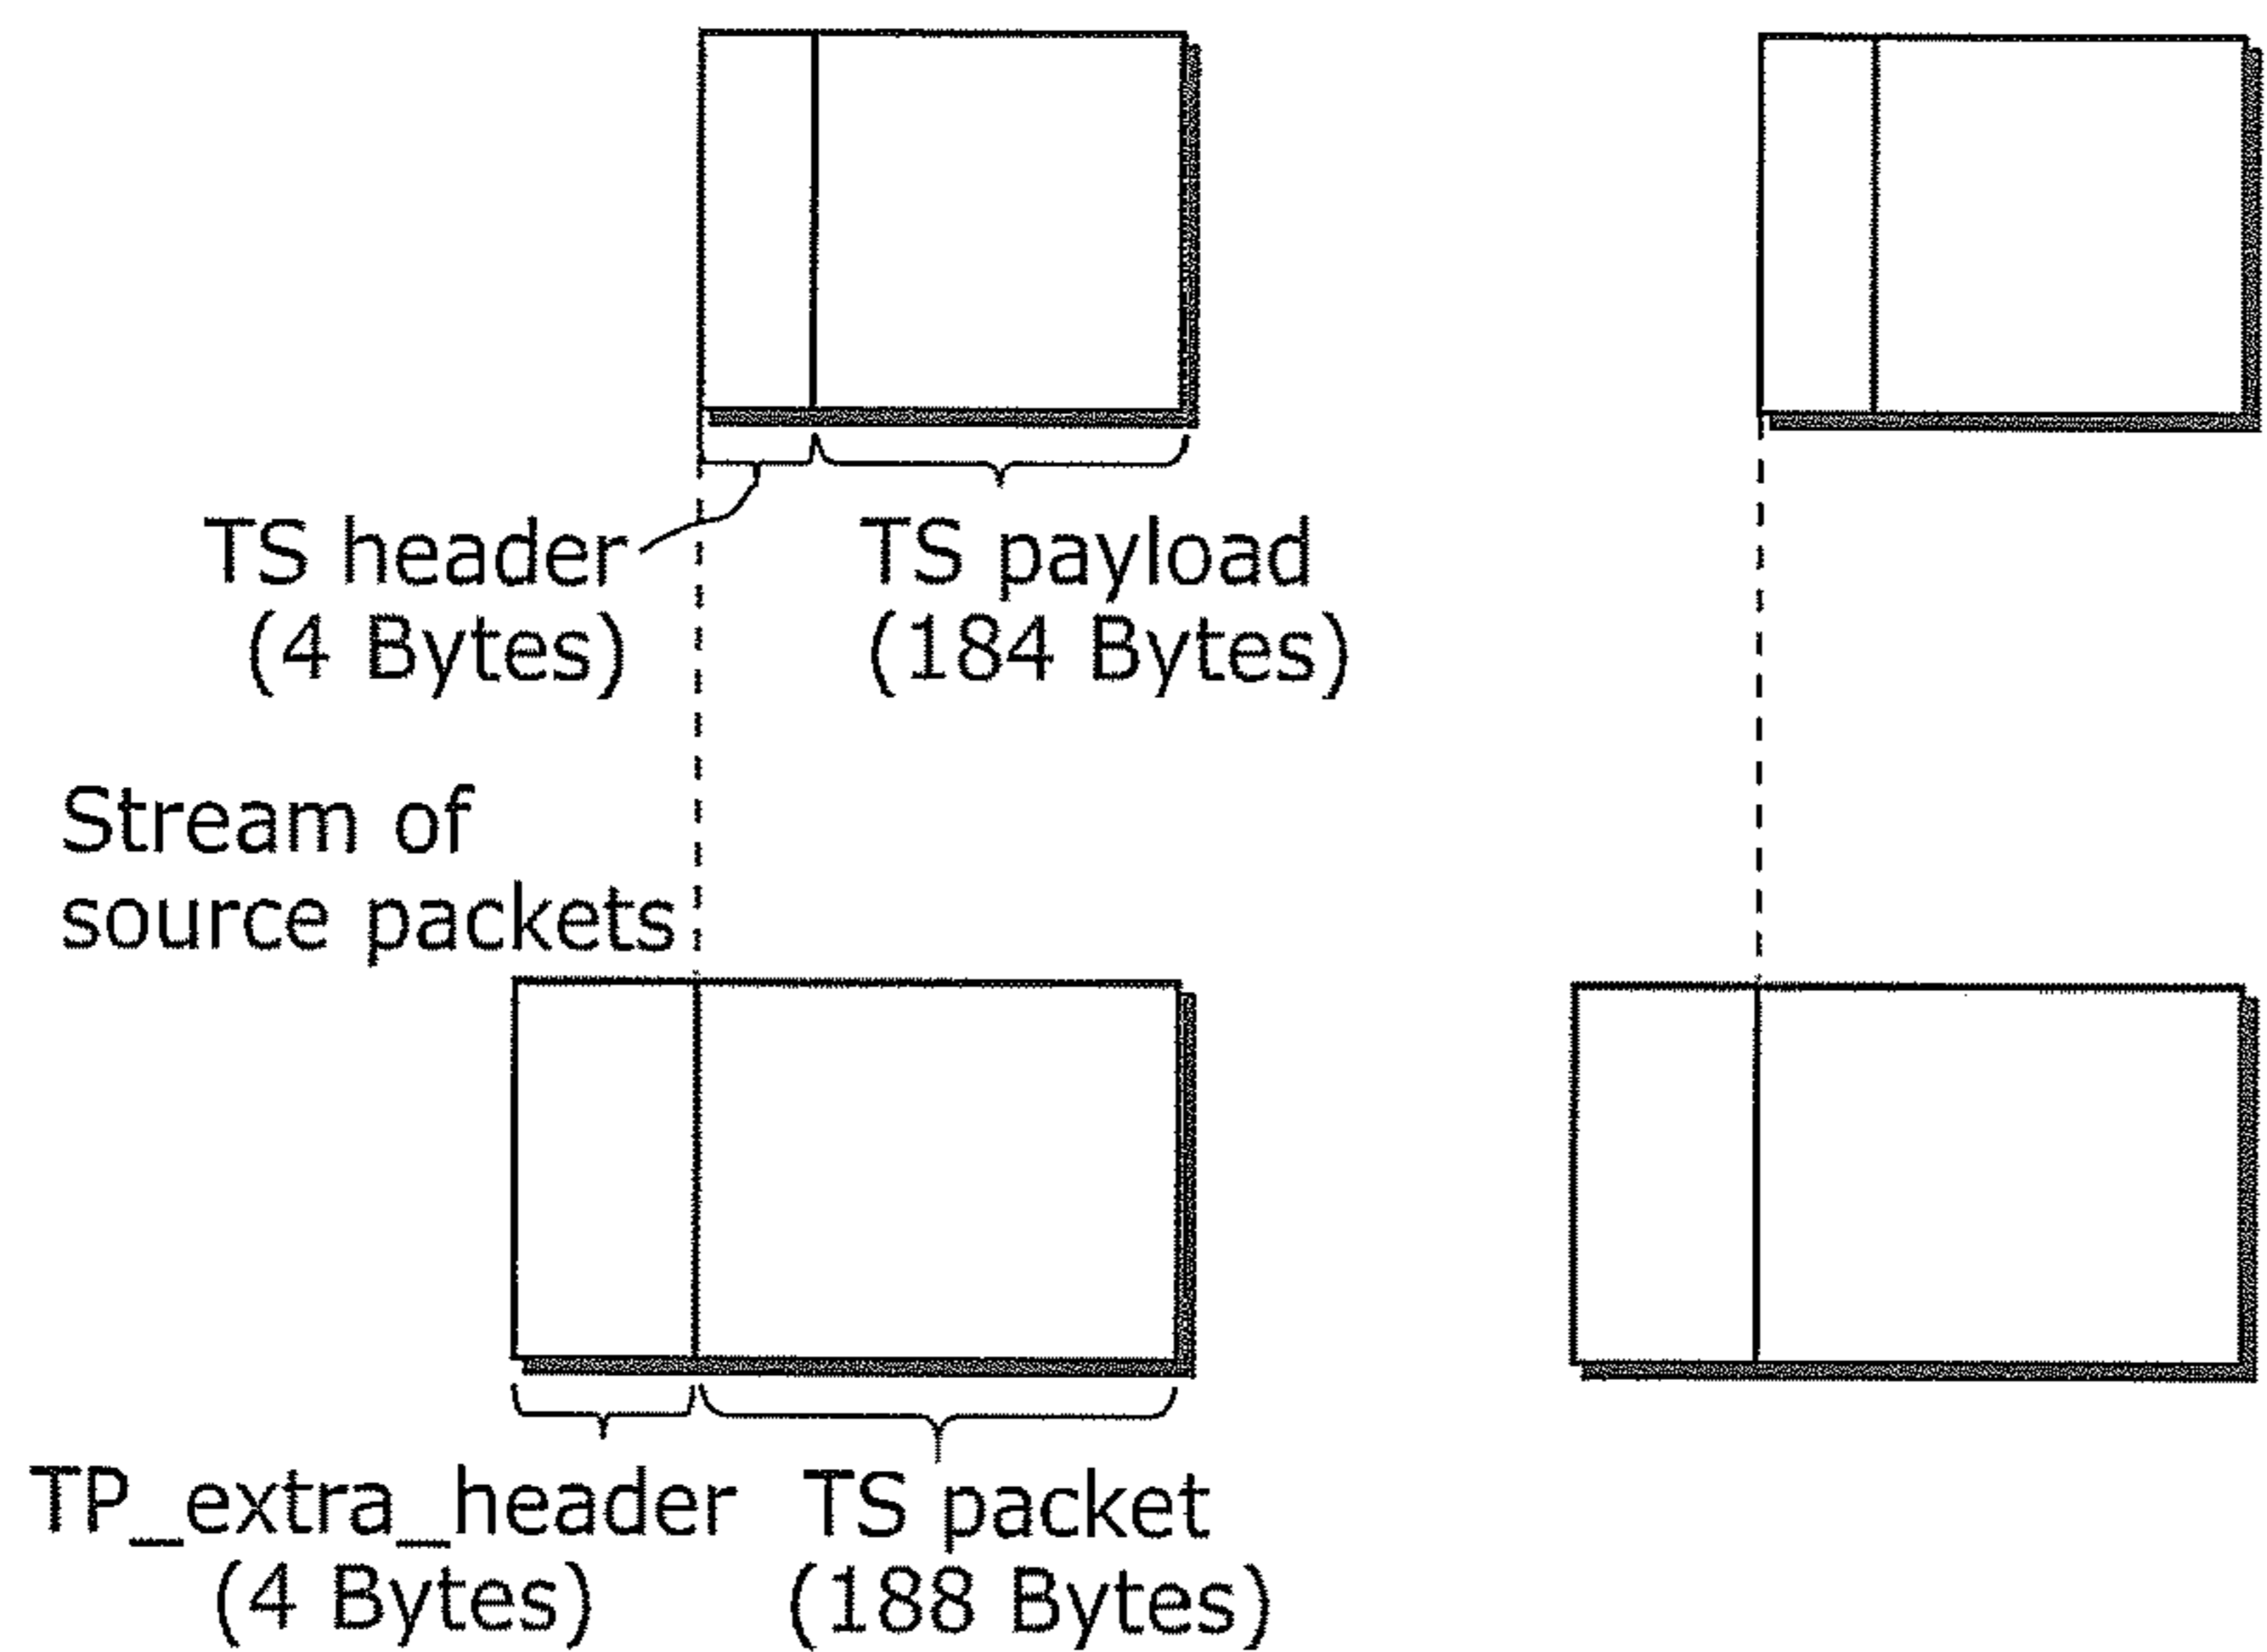 TS header
(4 Bytes)
TS payload
(184 Bytes)
Stream of
source packets
TP_extra_header
(4 Bytes)
TS packet
(188 Bytes)